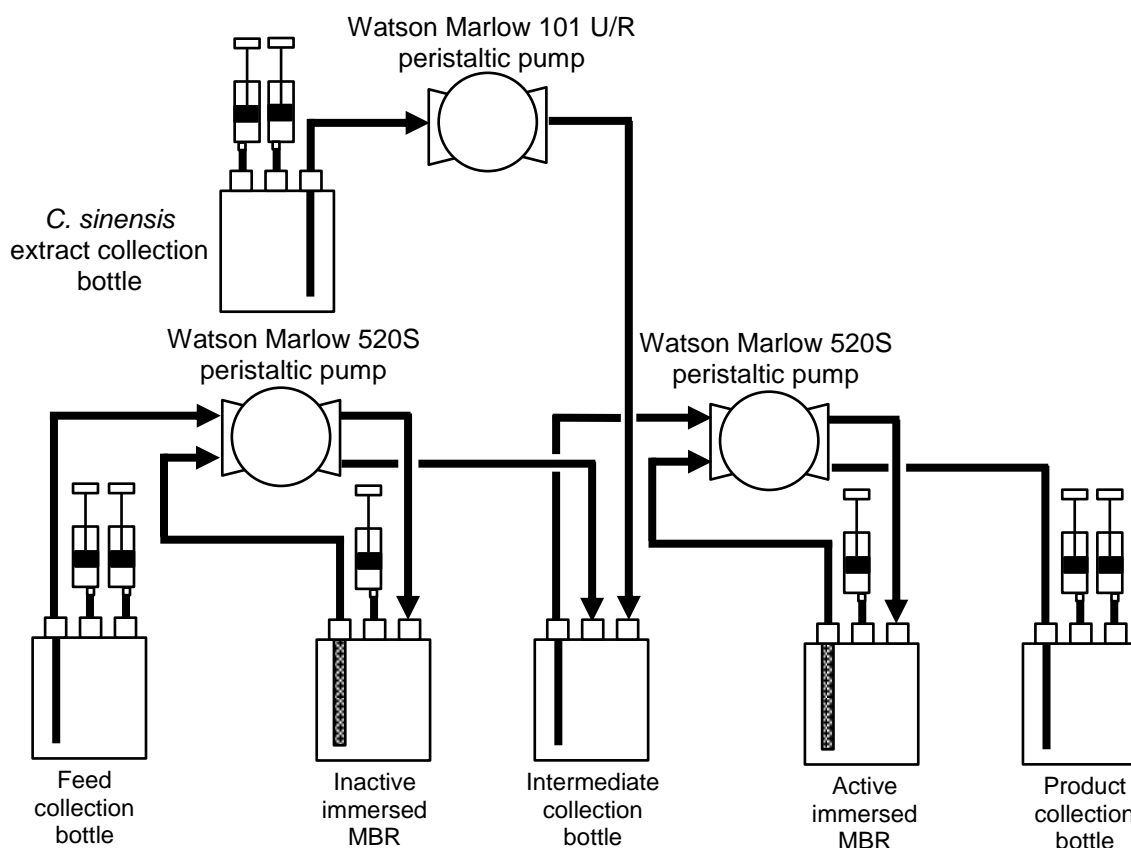 Watson Marlow 101 U/R
peristaltic pump
C. sinensis
extract collection
bottle
Watson Marlow 520S
peristaltic pump
Watson Marlow 520S
peristaltic pump
Feed
collection
bottle
Inactive
immersed
MBR
Intermediate
collection
bottle
Active
immersed
MBR
Product
collection
bottle